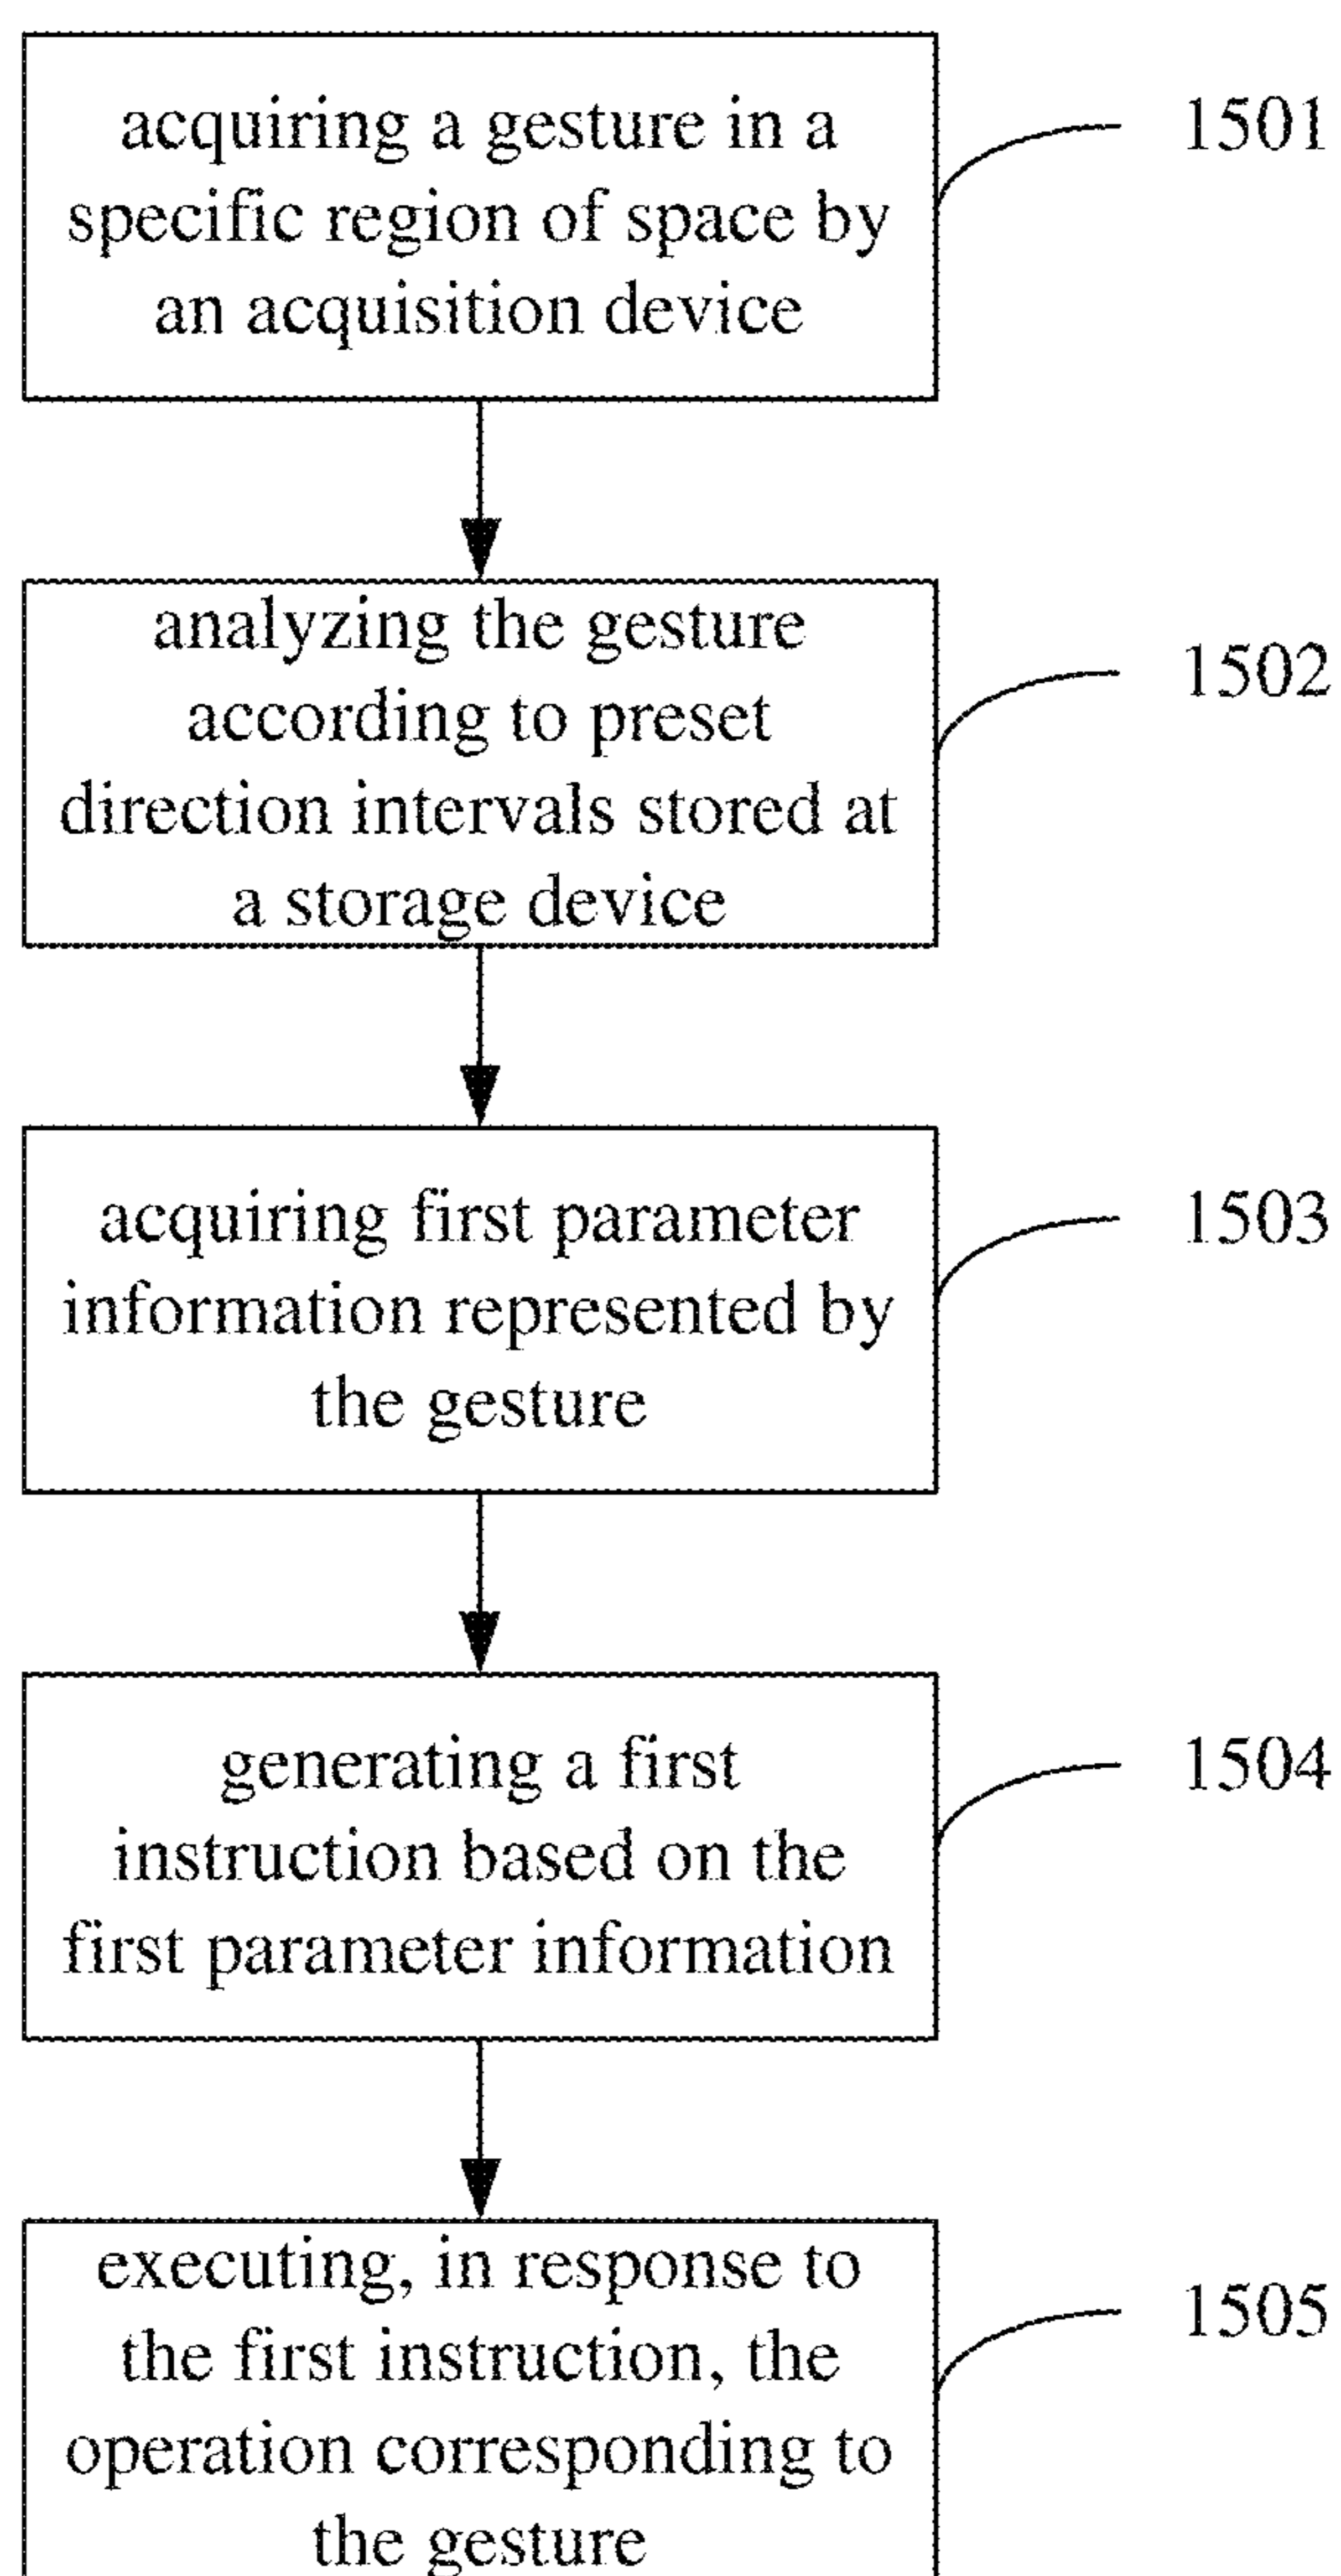 acquiring a gesture in a
specific region of space by
an acquisition device
1501
analyzing the gesture
according to preset
direction intervals stored at
a storage device
1502
acquiring first parameter
information represented by
the gesture
1503
generating a first
instruction based on the
first parameter information
1504
executing, in response to
the first instruction, the
operation corresponding to
the gesture
1505